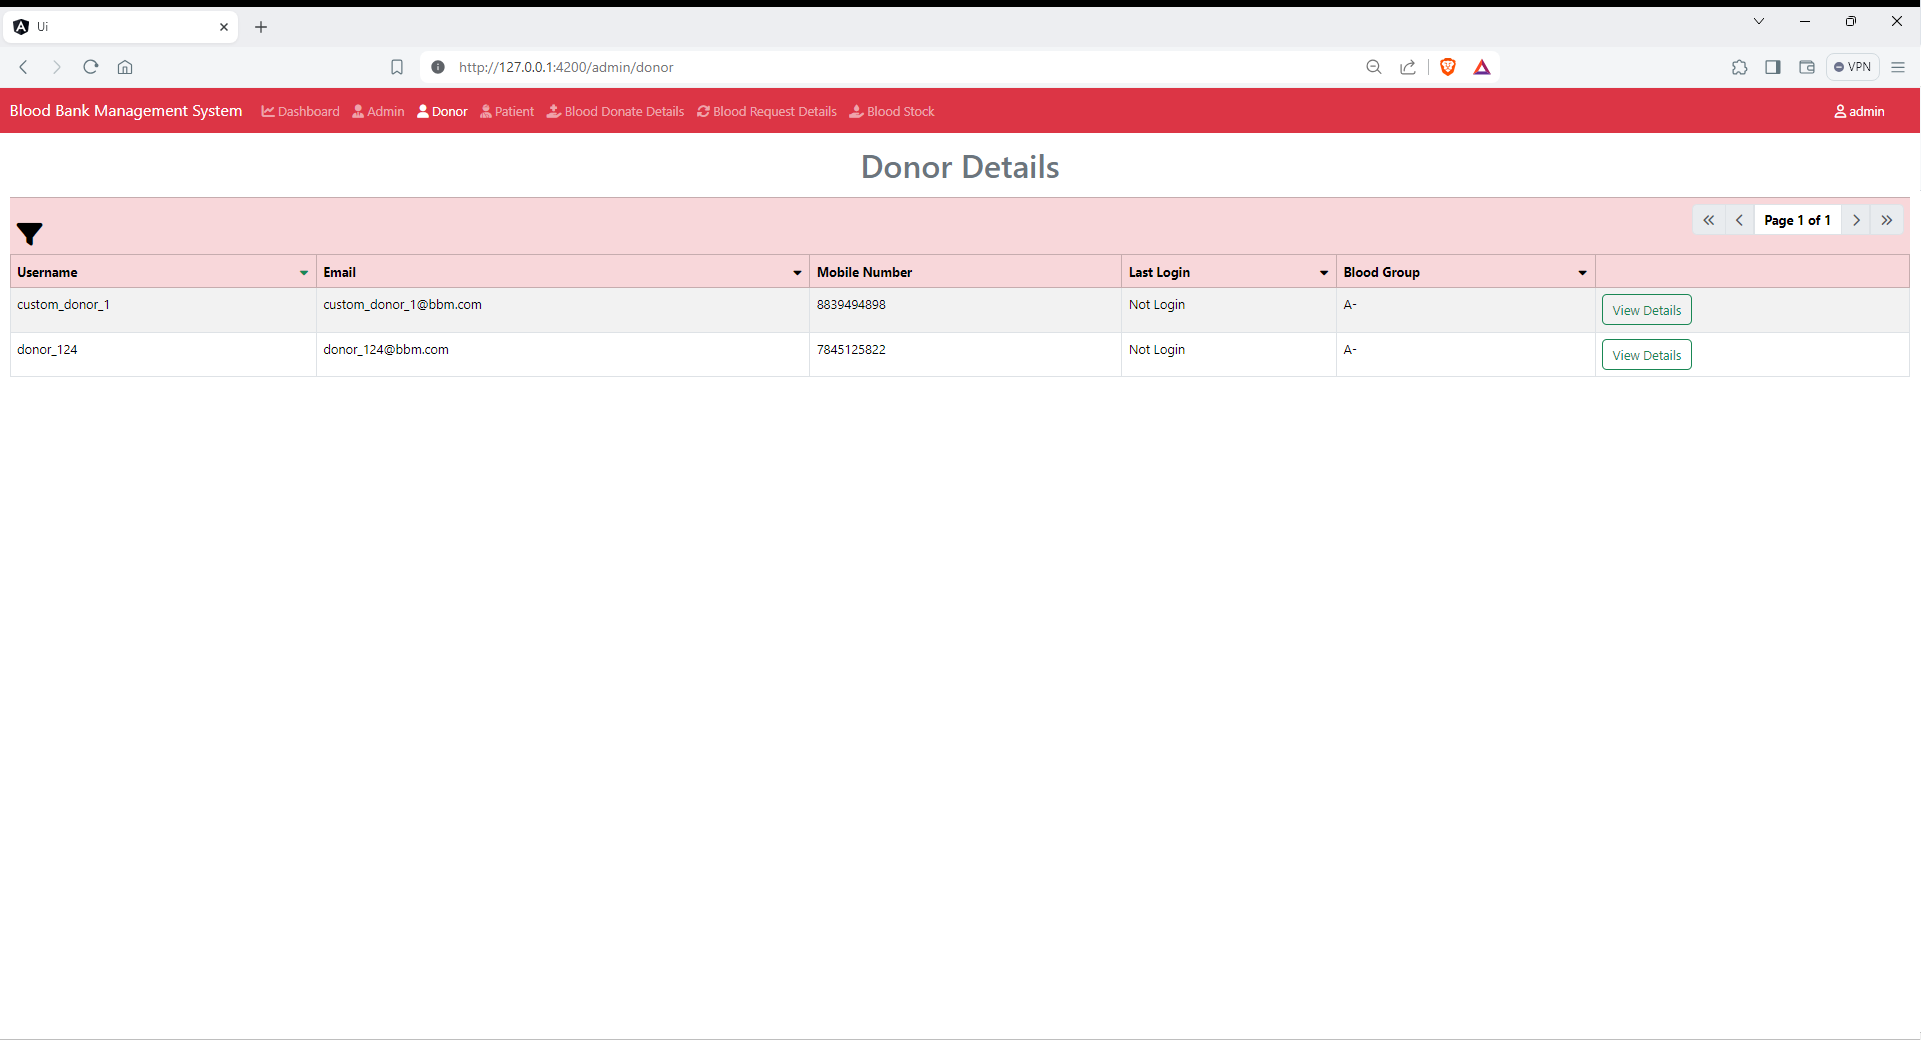 Ui
http://127.0.0.1:4200/admin/donor
VPN
Blood Bank Management System Dashboard Admin Donor Patient Blood Donate Details Blood Request Details Blood Stock admin
Donor Details
Page 1 of 1
Username Email Mobile Number Last Login Blood Group
custom_donor_1 custom_donor_1@bbm.com 8839494898 Not Login A- View Details
donor_124 donor_124@bbm.com 7845125822 Not Login A- View Details